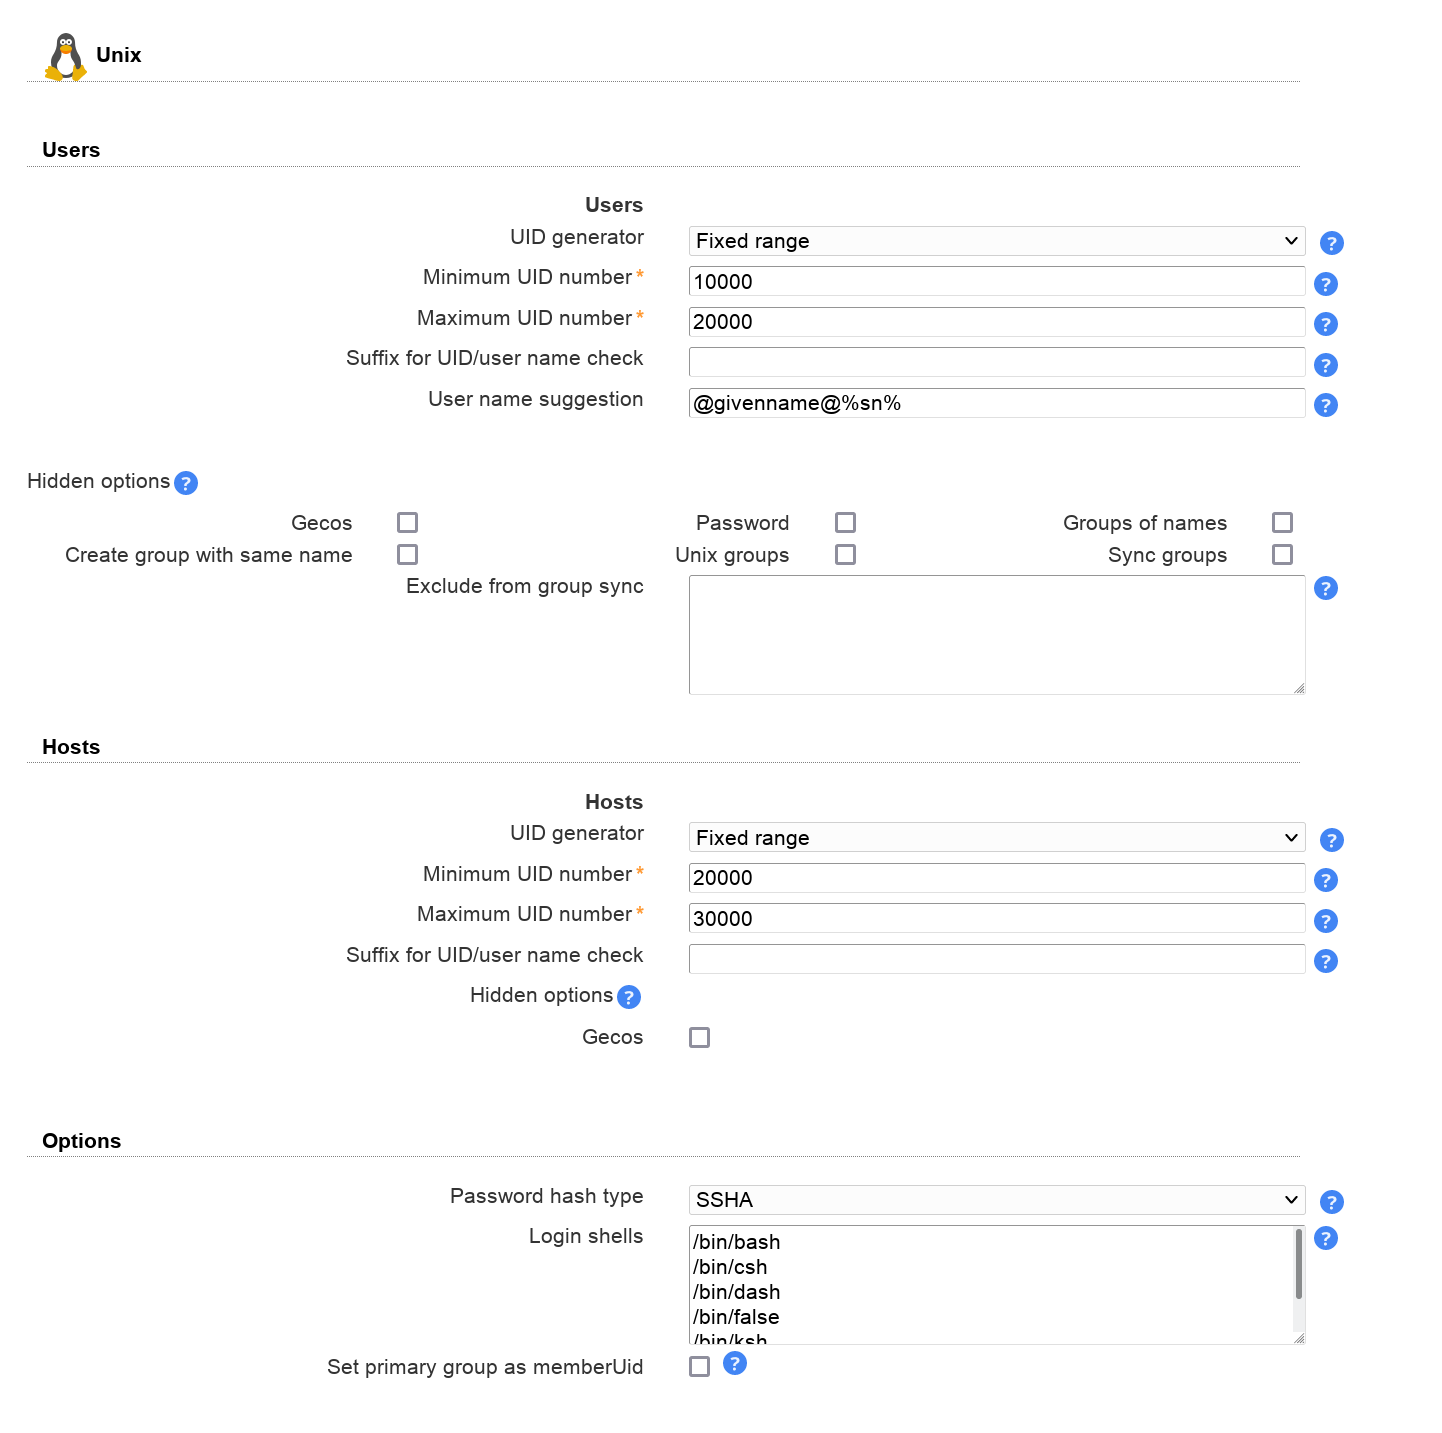 Unix
Users
Users
UID generator Fixed range ?
Minimum UID number* 10000 ?
Maximum UID number* 20000 ?
Suffix for UID/user name check ?
User name suggestion @givenname@%sn% ?
Hidden options ?
Gecos Password Groups of names
Create group with same name Unix groups Sync groups
Exclude from group sync ?
Hosts
Hosts
UID generator Fixed range ?
Minimum UID number* 20000 ?
Maximum UID number* 30000 ?
Suffix for UID/user name check ?
Hidden options ?
Gecos
Options
Password hash type SSHA ?
Login shells /bin/bash ?
/bin/csh
/bin/dash
/bin/false
/bin/ksh
Set primary group as memberUid ?